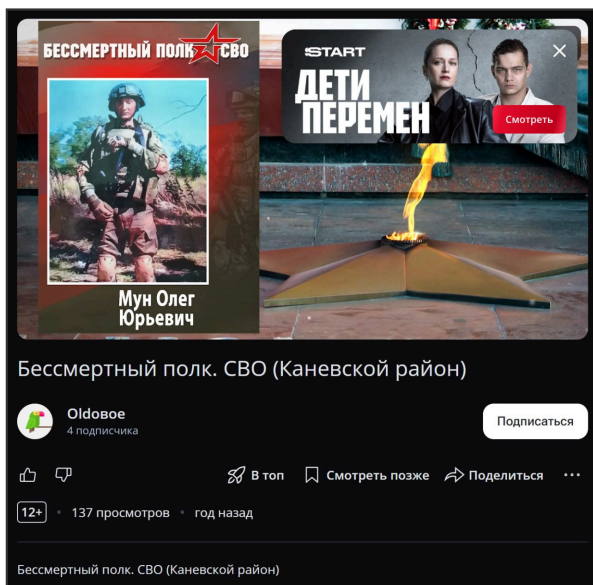 БЕССМЕРТНЫЙ ПОЛК СВО
START
ДЕТИ
ПЕРЕМЕН
Смотреть
Мун Олег
Юрьевич
Бессмертный полк. СВО (Каневской район)
Oldовое
4 подписчика
Подписаться
В топ
Смотреть позже
Поделиться
12+ • 137 просмотров • год назад
Бессмертный полк. СВО (Каневской район)